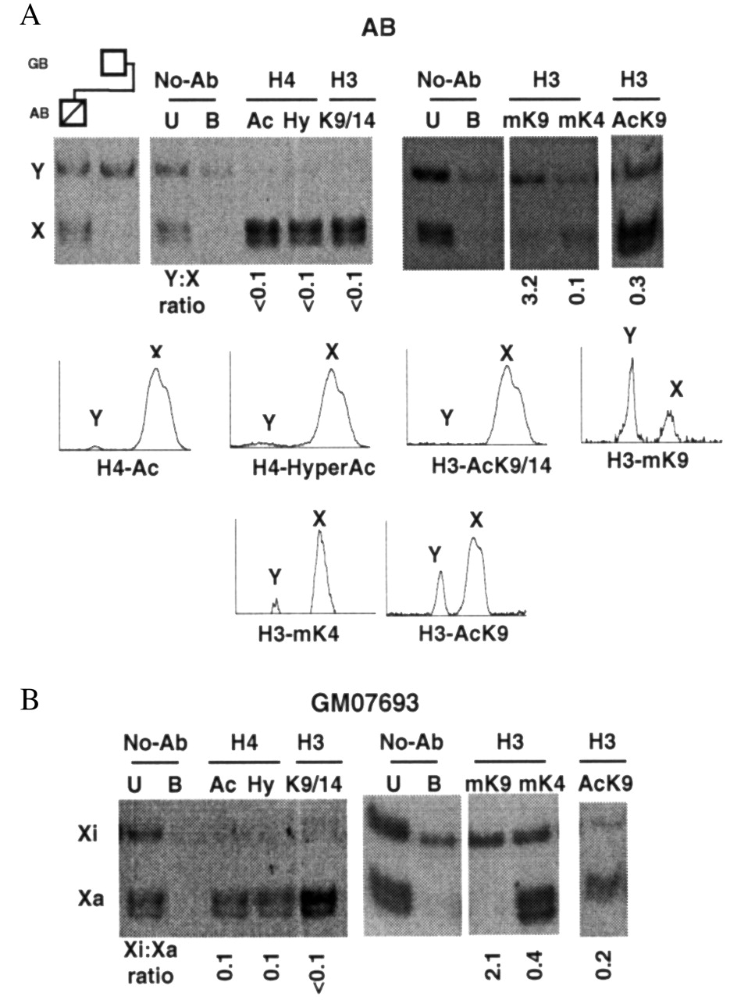 A
AB
GB
AB
No-Ab H4 H3
U B Ac Hy K9/14
No-Ab H3 H3
U B mK9 mK4 AcK9
Y
X
Y:X
ratio
<0.1 <0.1 <0.1
3.2 0.1 0.3
Y X
H4-Ac
Y X
H4-HyperAc
Y X
H3-AcK9/14
Y X
H3-mK9
Y X
H3-mK4
Y X
H3-AcK9
B
GM07693
No-Ab H4 H3
U B Ac Hy K9/14
No-Ab H3 H3
U B mK9 mK4 AcK9
Xi
Xa
Xi:Xa
ratio
0.1 0.1 <0.1
2.1 0.4 0.2